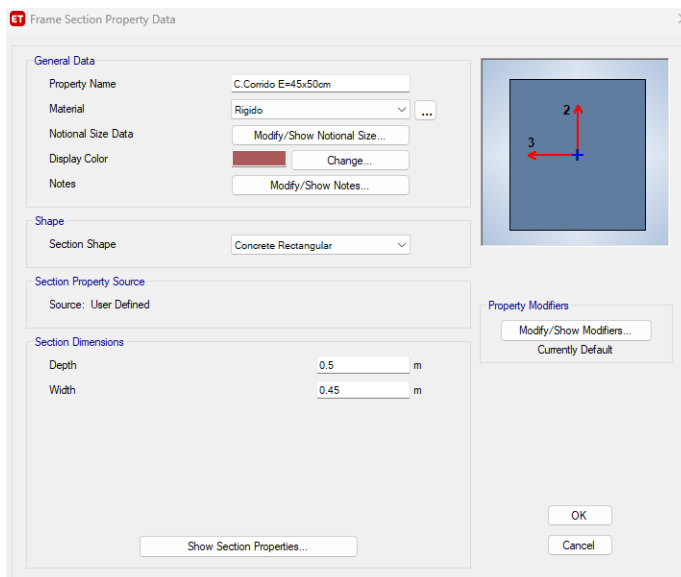 ET Frame Section Property Data
General Data
Property Name C.Corrido E=45x50cm
Material Rigido ...
Notional Size Data Modify/Show Notional Size...
Display Color Change...
Notes Modify/Show Notes...
Shape
Section Shape Concrete Rectangular
Section Property Source
Source: User Defined
Section Dimensions
Depth 0.5 m
Width 0.45 m
Show Section Properties...
2
3
Property Modifiers
Modify/Show Modifiers...
Currently Default
OK
Cancel